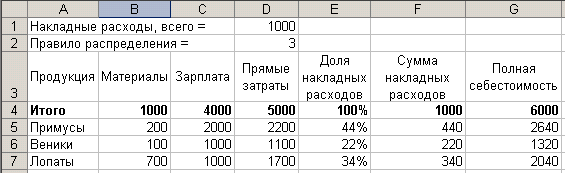 A B C D E F G
1 Накладные расходы, всего = 1000
2 Правило распределения = 3
3 Продукция Материалы Зарплата Прямые затраты Доля накладных расходов Сумма накладных расходов Полная себестоимость
4 Итого 1000 4000 5000 100% 1000 6000
5 Примусы 200 2000 2200 44% 440 2640
6 Веники 100 1000 1100 22% 220 1320
7 Лопаты 700 1000 1700 34% 340 2040